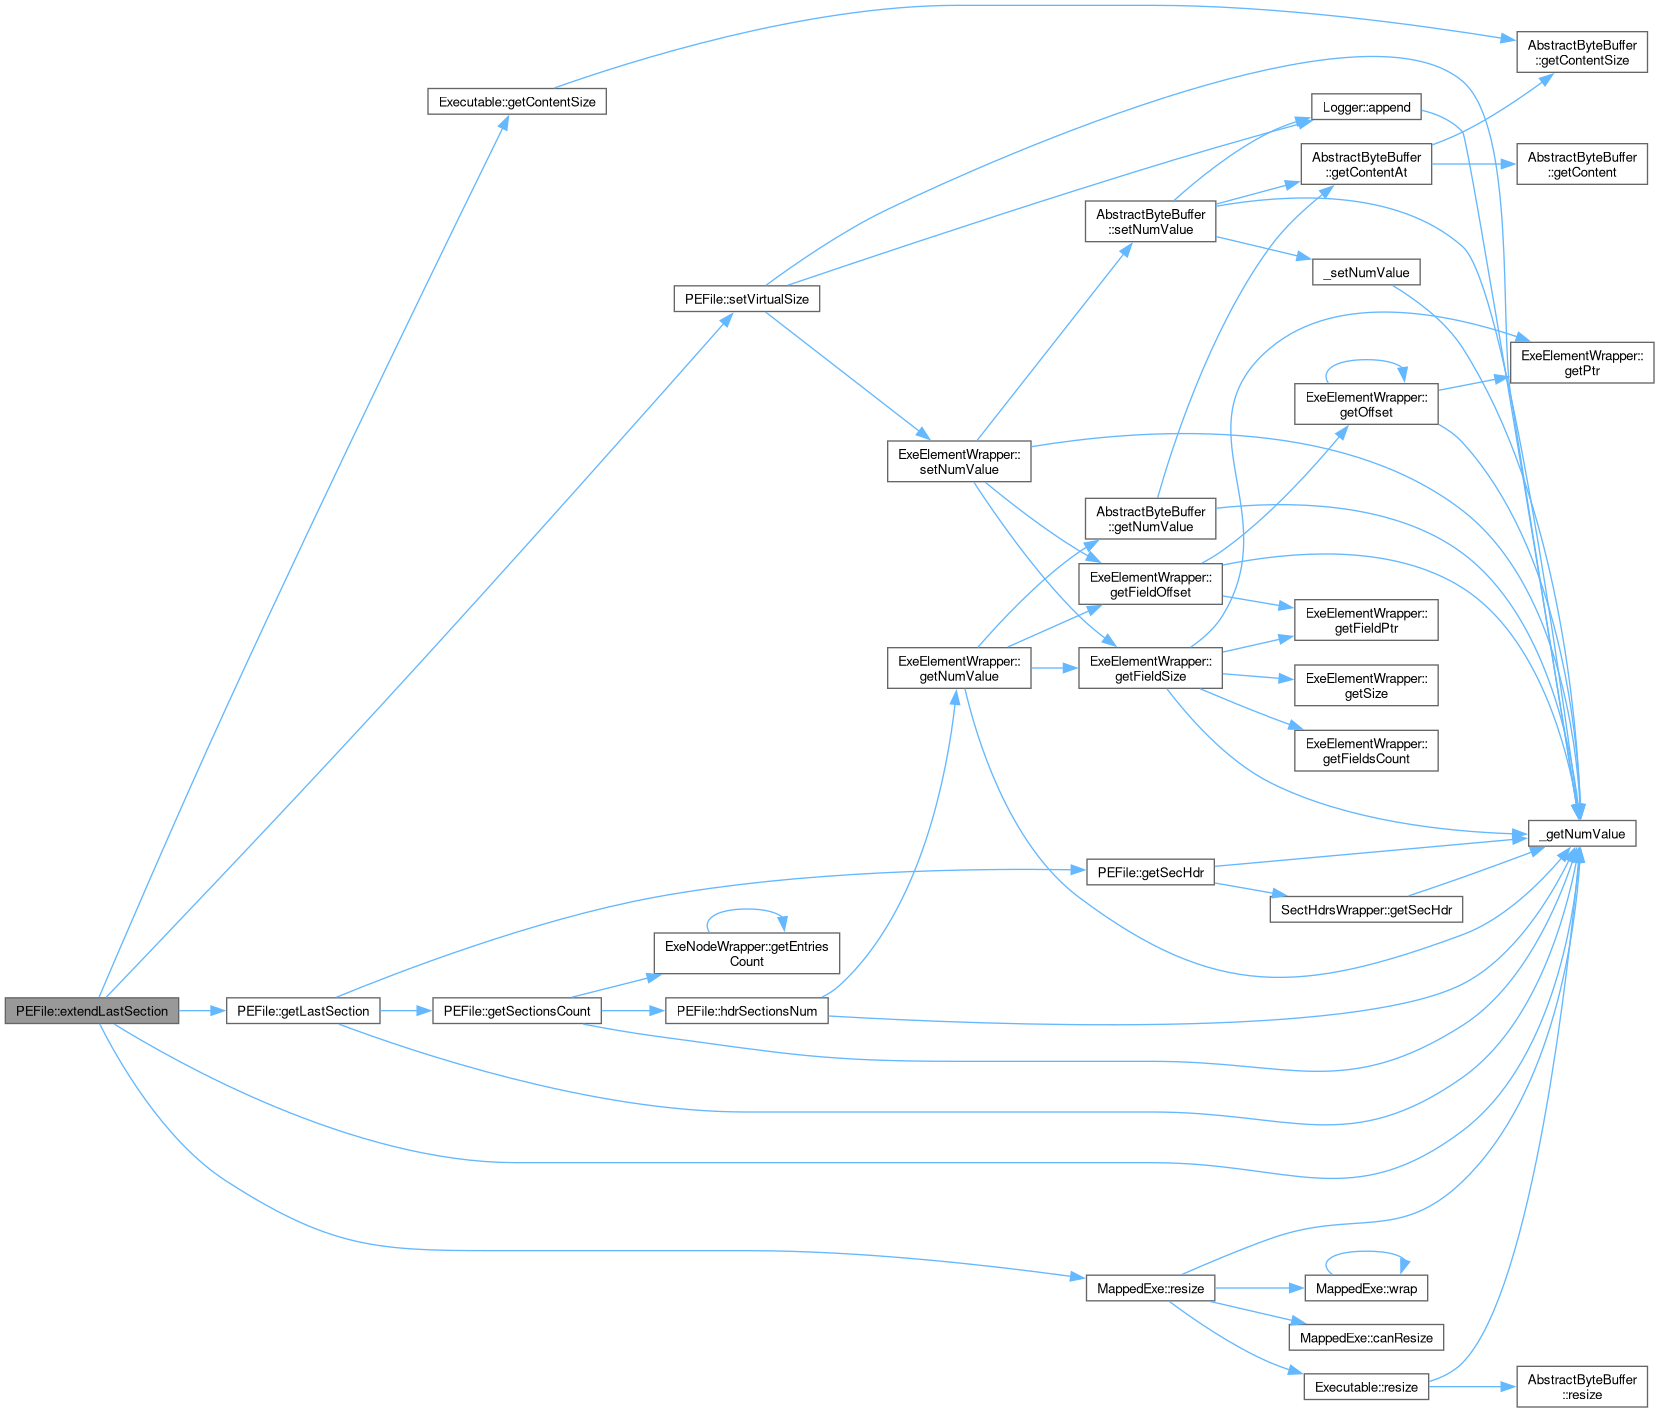 AbstractByteBuffer
::getContentSize
Executable::getContentSize
Logger::append
AbstractByteBuffer
::getContentAt
AbstractByteBuffer
::getContent
AbstractByteBuffer
::setNumValue
_setNumValue
PEFile::setVirtualSize
ExeElementWrapper::
getPtr
ExeElementWrapper::
getOffset
ExeElementWrapper::
setNumValue
AbstractByteBuffer
::getNumValue
ExeElementWrapper::
getFieldOffset
ExeElementWrapper::
getFieldPtr
ExeElementWrapper::
getNumValue
ExeElementWrapper::
getFieldSize
ExeElementWrapper::
getSize
ExeElementWrapper::
getFieldsCount
_getNumValue
PEFile::getSecHdr
SectHdrsWrapper::getSecHdr
ExeNodeWrapper::getEntries
Count
PEFile::extendLastSection
PEFile::getLastSection
PEFile::getSectionsCount
PEFile::hdrSectionsNum
MappedExe::resize
MappedExe::wrap
MappedExe::canResize
Executable::resize
AbstractByteBuffer
::resize